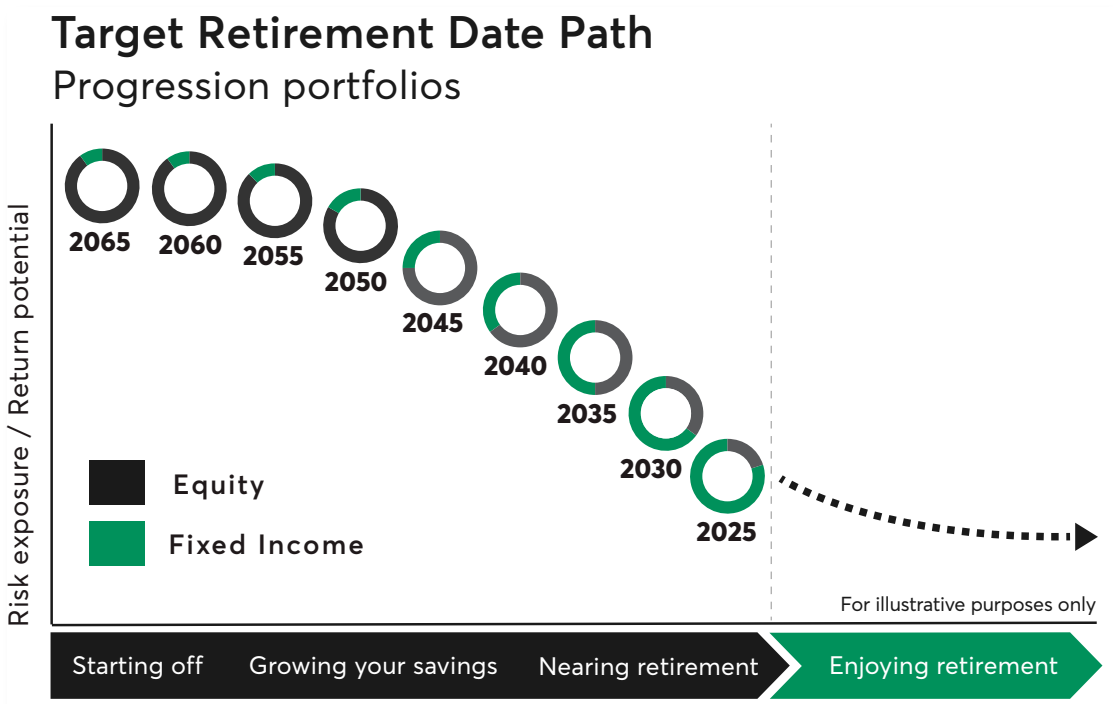 Target Retirement Date Path
Progression portfolios
Risk exposure / Return potential
2065
2060
2055
2050
2045
2040
2035
2030
2025
Equity
Fixed Income
For illustrative purposes only
Starting off
Growing your savings
Nearing retirement
Enjoying retirement